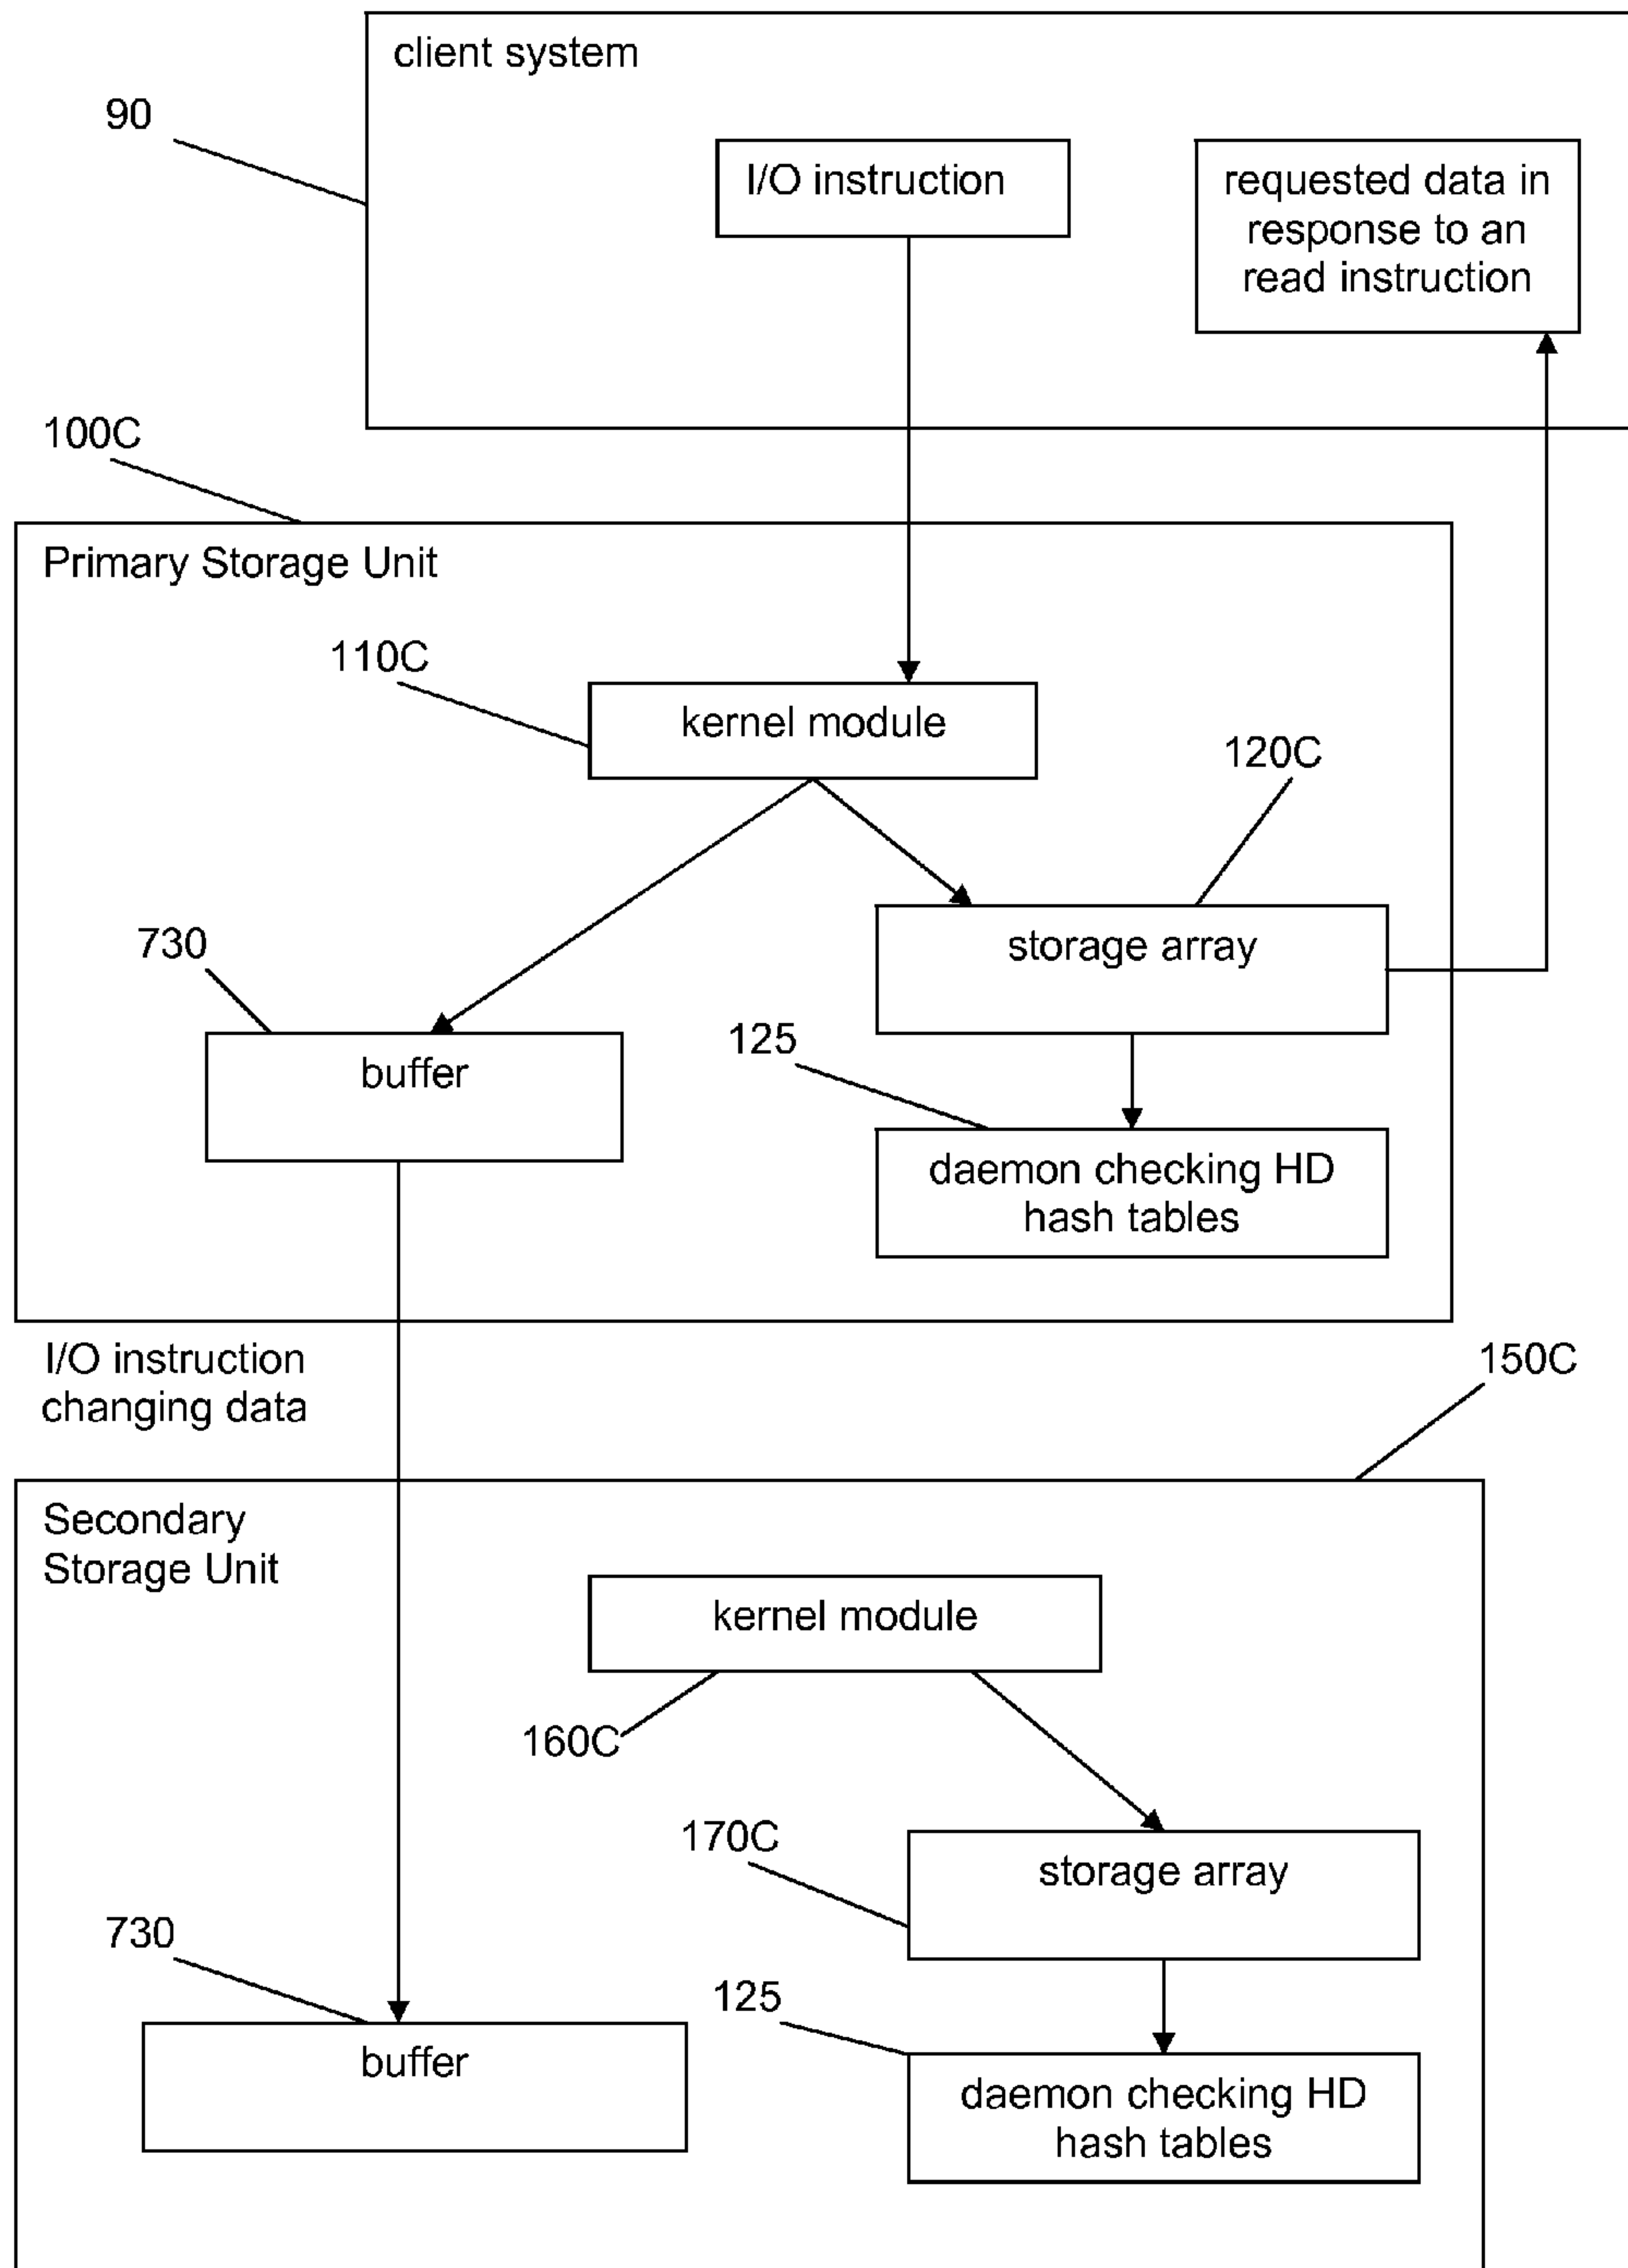 client system
90
I/O instruction
requested data in
response to an
read instruction
100C
Primary Storage Unit
110C
kernel module
120C
storage array
730
buffer
125
daemon checking HD
hash tables
I/O instruction
changing data
150C
Secondary
Storage Unit
kernel module
160C
170C
storage array
730
buffer
125
daemon checking HD
hash tables